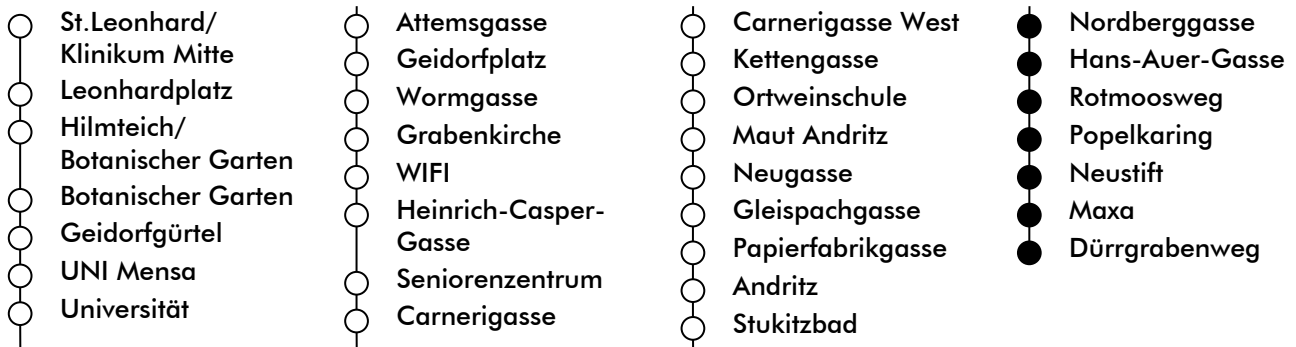 St.Leonhard/
Klinikum Mitte
Leonhardplatz
Hilmteich/
Botanischer Garten
Botanischer Garten
Geidorfgürtel
UNI Mensa
Universität
Attemsgasse
Geidorfplatz
Wormgasse
Grabenkirche
WIFI
Heinrich-Casper-
Gasse
Seniorenzentrum
Carnerigasse
Carnerigasse West
Kettengasse
Ortweinschule
Maut Andritz
Neugasse
Gleispachgasse
Papierfabrikgasse
Andritz
Stukitzbad
Nordberggasse
Hans-Auer-Gasse
Rotmoosweg
Popelkaring
Neustift
Maxa
Dürrgrabenweg